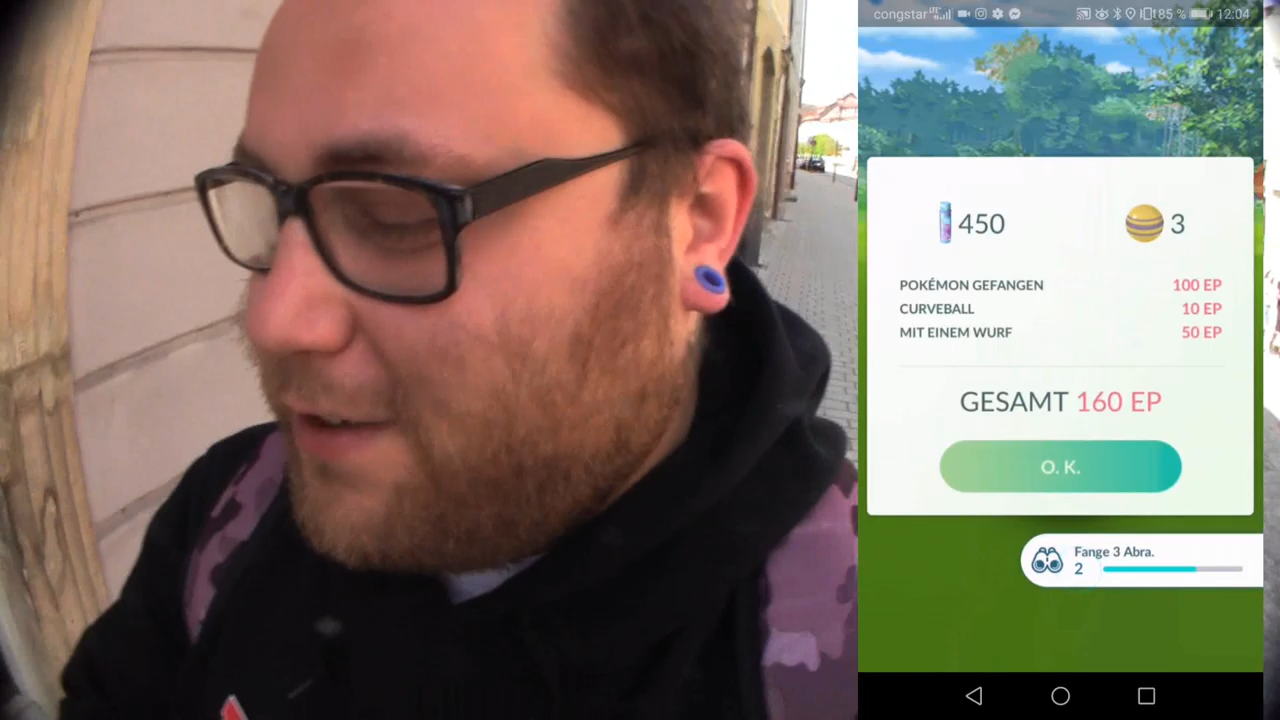 congstar 85 % 12:04
450 3
POKÉMON GEFANGEN 100 EP
CURVEBALL 10 EP
MIT EINEM WURF 50 EP
GESAMT 160 EP
O. K.
Fange 3 Abra.
2